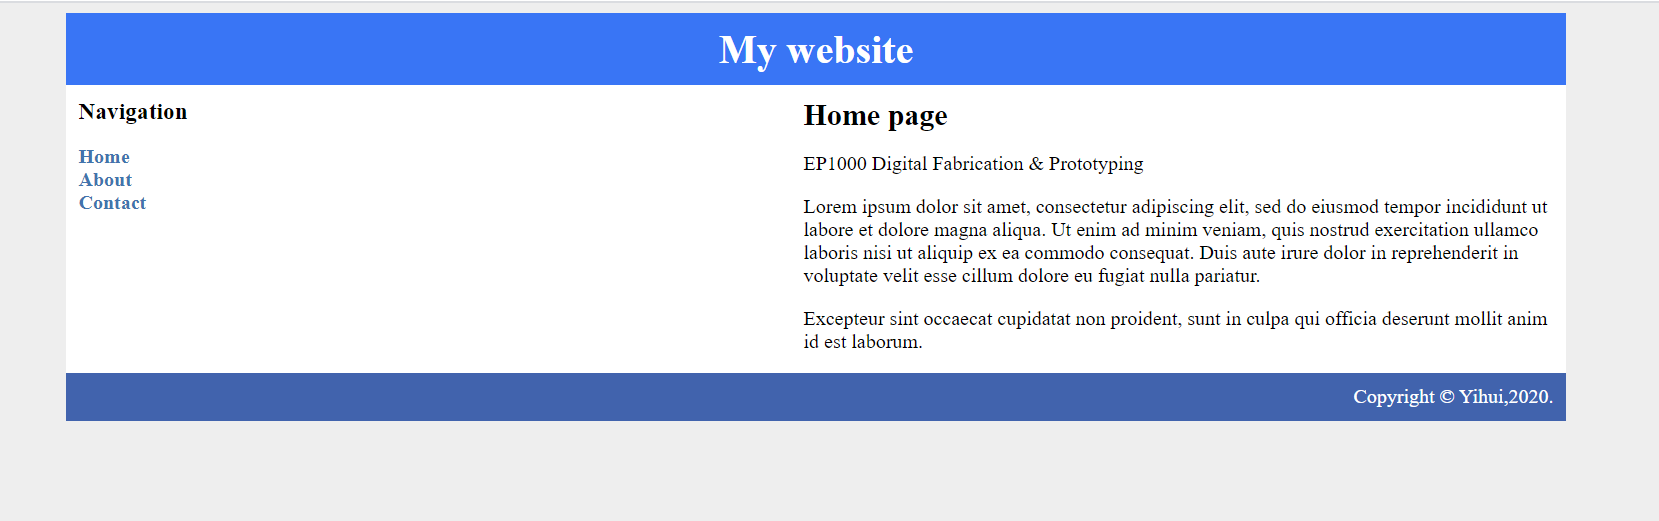 My website
Navigation
Home
About
Contact
Home page
EP1000 Digital Fabrication & Prototyping
Lorem ipsum dolor sit amet, consectetur adipiscing elit, sed do eiusmod tempor incididunt ut
labore et dolore magna aliqua. Ut enim ad minim veniam, quis nostrud exercitation ullamco
laboris nisi ut aliquip ex ea commodo consequat. Duis aute irure dolor in reprehenderit in
voluptate velit esse cillum dolore eu fugiat nulla pariatur.
Excepteur sint occaecat cupidatat non proident, sunt in culpa qui officia deserunt mollit anim
id est laborum.
Copyright © Yihui,2020.